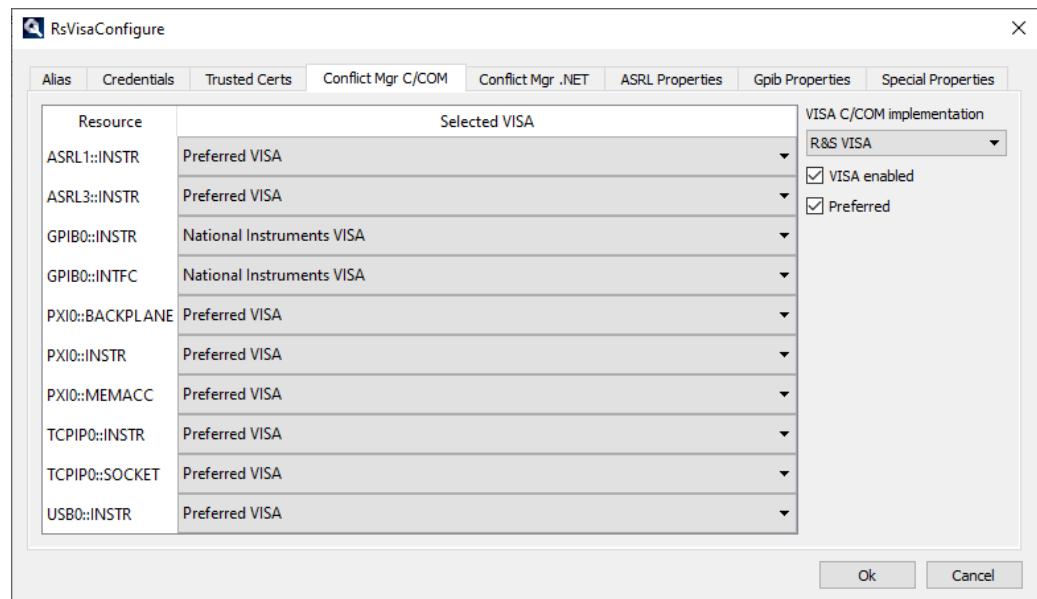 RsVisaConfigure
Alias Credentials Trusted Certs Conflict Mgr C/COM Conflict Mgr .NET ASRL Properties Gpib Properties Special Properties
Resource Selected VISA
ASRL1::INSTR Preferred VISA
ASRL3::INSTR Preferred VISA
GPIB0::INSTR National Instruments VISA
GPIB0::INTFC National Instruments VISA
PXI0::BACKPLANE Preferred VISA
PXI0::INSTR Preferred VISA
PXI0::MEMACC Preferred VISA
TCPIP0::INSTR Preferred VISA
TCPIP0::SOCKET Preferred VISA
USB0::INSTR Preferred VISA
VISA C/COM implementation
R&S VISA
VISA enabled
Preferred
Ok Cancel